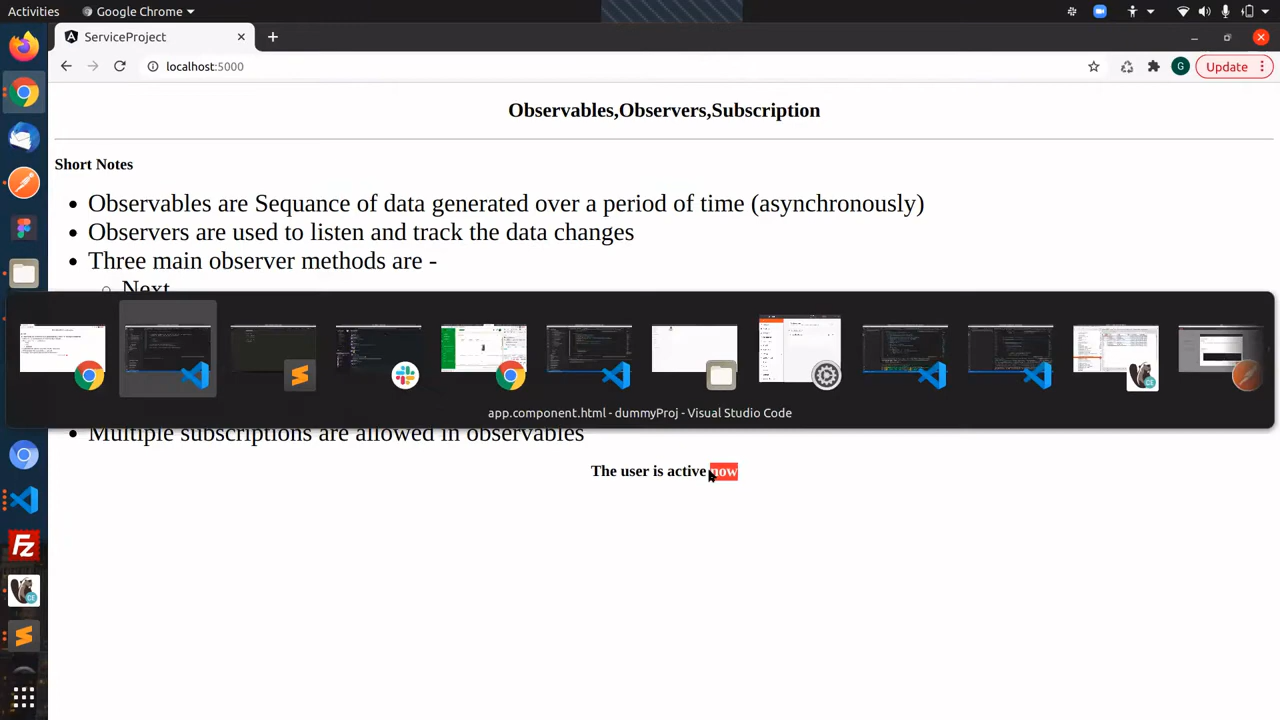 Activities
Google Chrome
ServiceProject
localhost:5000
G
Update
Observables,Observers,Subscription
Short Notes
Observables are Sequance of data generated over a period of time (asynchronously)
Observers are used to listen and track the data changes
Three main observer methods are -
Next
app.component.html - dummyProj - Visual Studio Code
Multiple subscriptions are allowed in observables
The user is active now